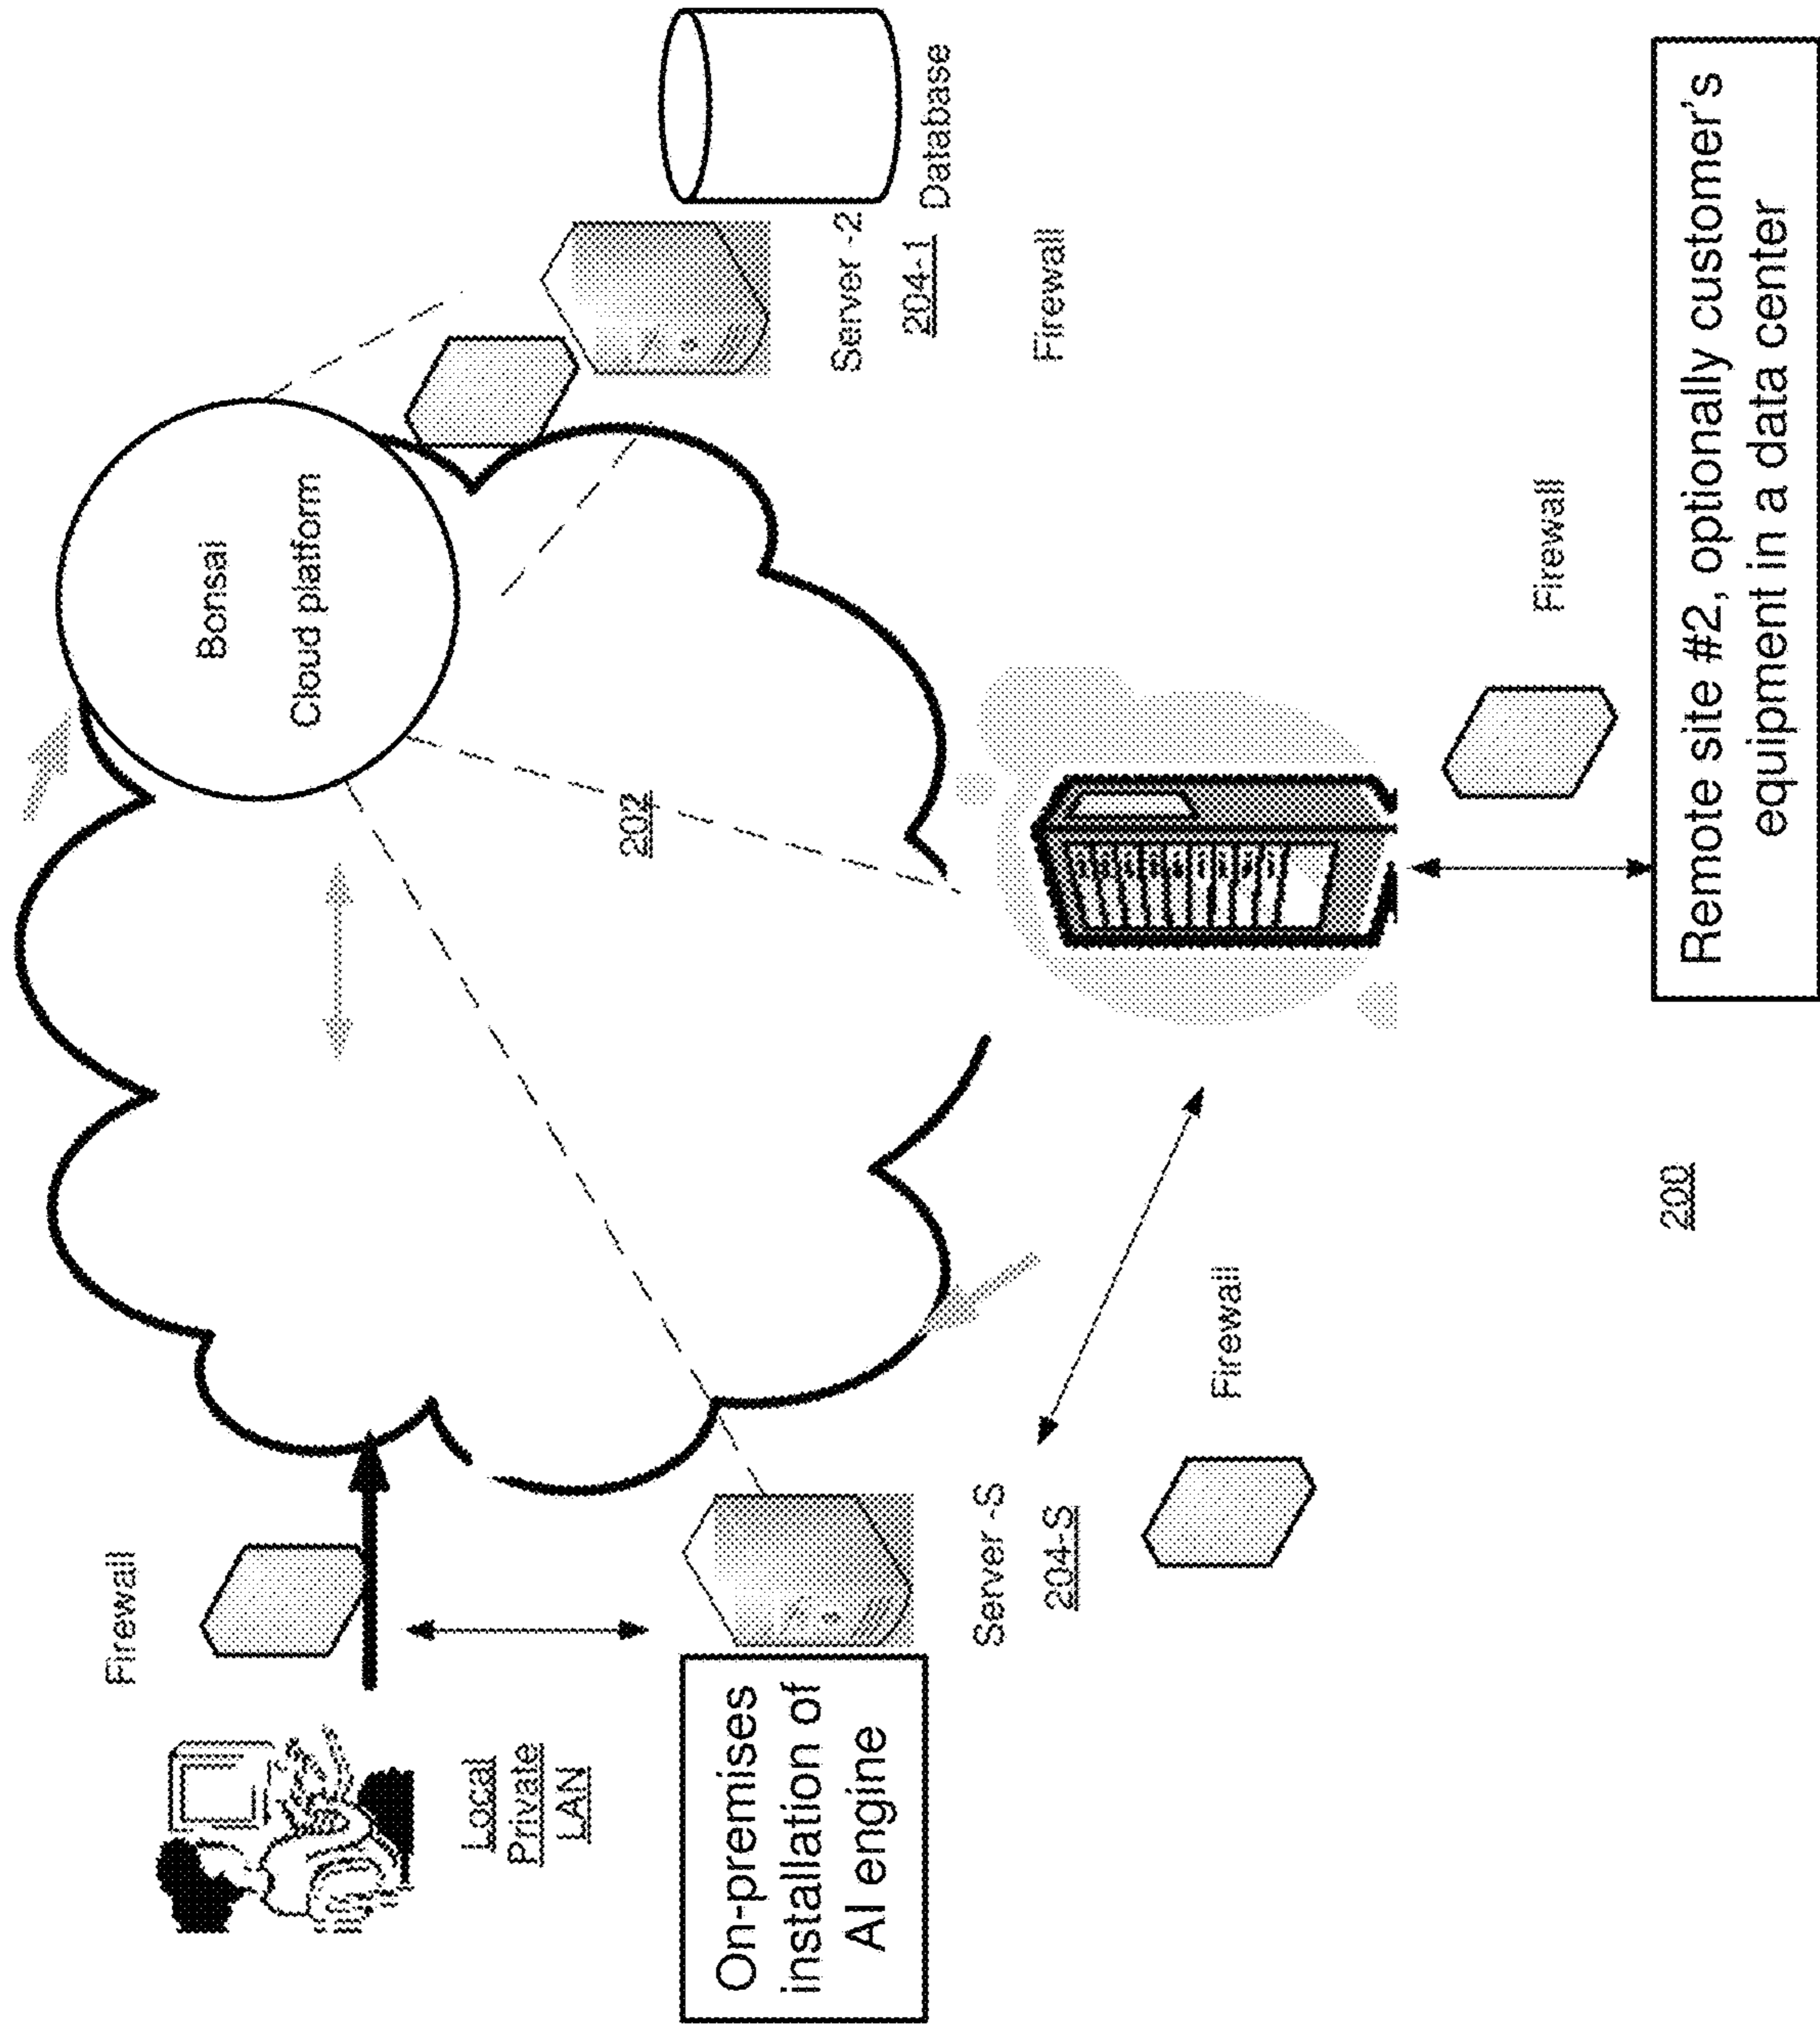 Firewall
Local
Private
LAN
On-premises
installation of
AI engine
Server -S
204-S
Firewall
Bonsai
Cloud platform
202
Server -2
204-1
Database
Firewall
Firewall
Remote site #2, optionally customer's
equipment in a data center
200